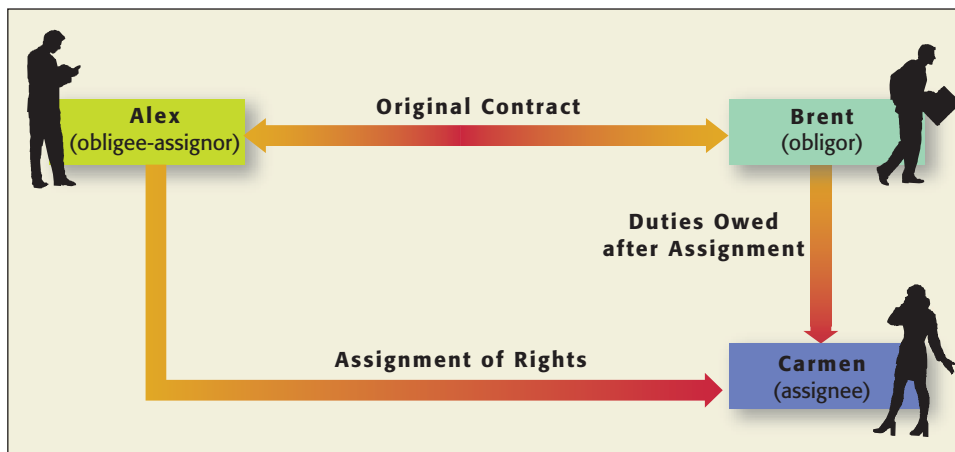 Alex
(obligee-assignor)
Original Contract
Brent
(obligor)
Duties Owed
after Assignment
Assignment of Rights
Carmen
(assignee)